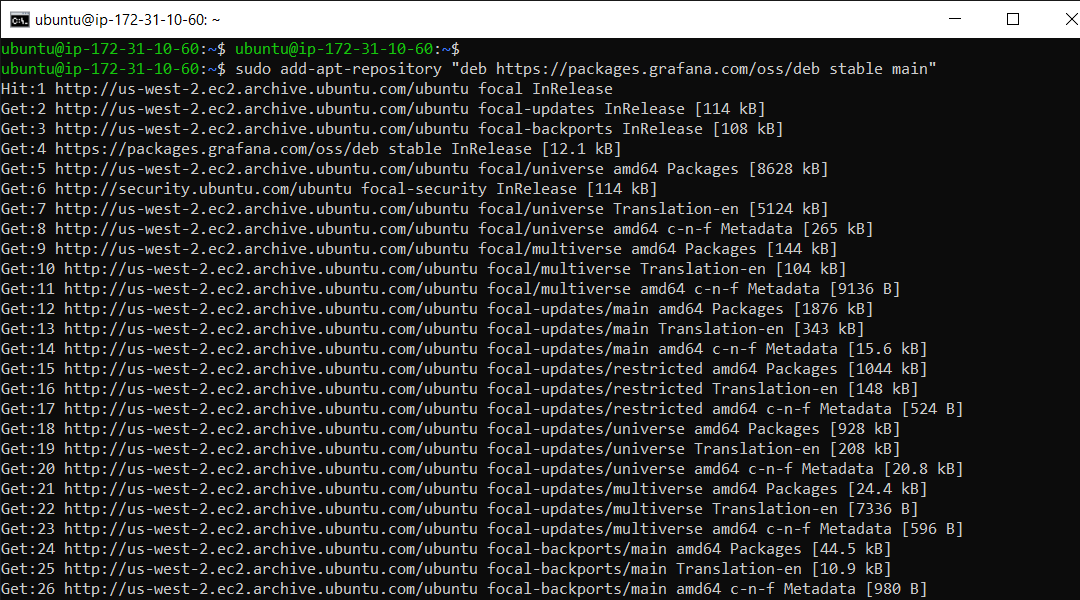 ubuntu@ip-172-31-10-60: ~
ubuntu@ip-172-31-10-60:~$ ubuntu@ip-172-31-10-60:~$
ubuntu@ip-172-31-10-60:~$ sudo add-apt-repository "deb https://packages.grafana.com/oss/deb stable main"
Hit:1 http://us-west-2.ec2.archive.ubuntu.com/ubuntu focal InRelease
Get:2 http://us-west-2.ec2.archive.ubuntu.com/ubuntu focal-updates InRelease [114 kB]
Get:3 http://us-west-2.ec2.archive.ubuntu.com/ubuntu focal-backports InRelease [108 kB]
Get:4 https://packages.grafana.com/oss/deb stable InRelease [12.1 kB]
Get:5 http://us-west-2.ec2.archive.ubuntu.com/ubuntu focal/universe amd64 Packages [8628 kB]
Get:6 http://security.ubuntu.com/ubuntu focal-security InRelease [114 kB]
Get:7 http://us-west-2.ec2.archive.ubuntu.com/ubuntu focal/universe Translation-en [5124 kB]
Get:8 http://us-west-2.ec2.archive.ubuntu.com/ubuntu focal/universe amd64 c-n-f Metadata [265 kB]
Get:9 http://us-west-2.ec2.archive.ubuntu.com/ubuntu focal/multiverse amd64 Packages [144 kB]
Get:10 http://us-west-2.ec2.archive.ubuntu.com/ubuntu focal/multiverse Translation-en [104 kB]
Get:11 http://us-west-2.ec2.archive.ubuntu.com/ubuntu focal/multiverse amd64 c-n-f Metadata [9136 B]
Get:12 http://us-west-2.ec2.archive.ubuntu.com/ubuntu focal-updates/main amd64 Packages [1876 kB]
Get:13 http://us-west-2.ec2.archive.ubuntu.com/ubuntu focal-updates/main Translation-en [343 kB]
Get:14 http://us-west-2.ec2.archive.ubuntu.com/ubuntu focal-updates/main amd64 c-n-f Metadata [15.6 kB]
Get:15 http://us-west-2.ec2.archive.ubuntu.com/ubuntu focal-updates/restricted amd64 Packages [1044 kB]
Get:16 http://us-west-2.ec2.archive.ubuntu.com/ubuntu focal-updates/restricted Translation-en [148 kB]
Get:17 http://us-west-2.ec2.archive.ubuntu.com/ubuntu focal-updates/restricted amd64 c-n-f Metadata [524 B]
Get:18 http://us-west-2.ec2.archive.ubuntu.com/ubuntu focal-updates/universe amd64 Packages [928 kB]
Get:19 http://us-west-2.ec2.archive.ubuntu.com/ubuntu focal-updates/universe Translation-en [208 kB]
Get:20 http://us-west-2.ec2.archive.ubuntu.com/ubuntu focal-updates/universe amd64 c-n-f Metadata [20.8 kB]
Get:21 http://us-west-2.ec2.archive.ubuntu.com/ubuntu focal-updates/multiverse amd64 Packages [24.4 kB]
Get:22 http://us-west-2.ec2.archive.ubuntu.com/ubuntu focal-updates/multiverse Translation-en [7336 B]
Get:23 http://us-west-2.ec2.archive.ubuntu.com/ubuntu focal-updates/multiverse amd64 c-n-f Metadata [596 B]
Get:24 http://us-west-2.ec2.archive.ubuntu.com/ubuntu focal-backports/main amd64 Packages [44.5 kB]
Get:25 http://us-west-2.ec2.archive.ubuntu.com/ubuntu focal-backports/main Translation-en [10.9 kB]
Get:26 http://us-west-2.ec2.archive.ubuntu.com/ubuntu focal-backports/main amd64 c-n-f Metadata [980 B]